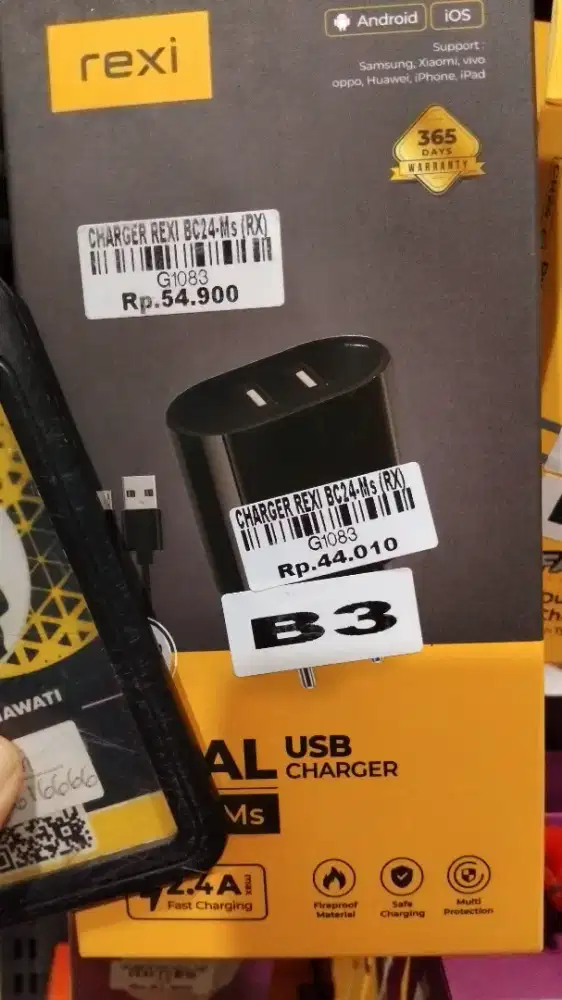 rexi
Android iOS
Support :
Samsung, Xiaomi, vivo
oppo, Huawei, iPhone, iPad
365
DAYS
WARRANTY
CHARGER REXI BC24-Ms (RX)
G1083
Rp.54.900
CHARGER REXI BC24-Ms (RX)
G1083
Rp.44.010
B3
AWATI
AL USB
CHARGER
Ms
2.4A max
Fast Charging
Fireproof
Material
Safe
Charging
Multi
Protection